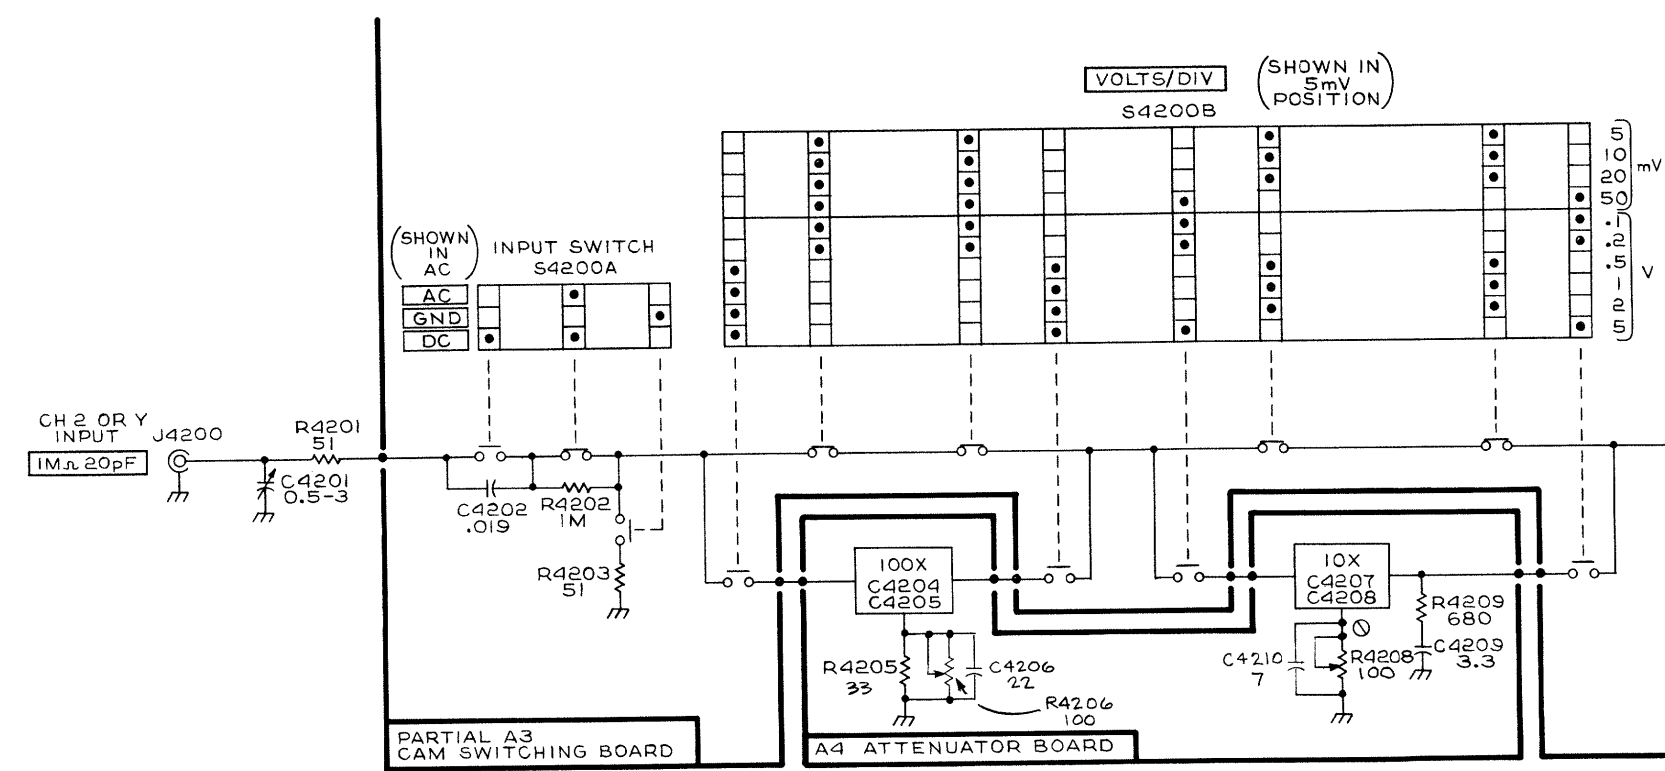 VOLTS/DIV
(SHOWN IN
5mV
POSITION)
S4200B
5
10
20
50
mV
.1
.2
.5
1
2
5
V
(SHOWN
IN
AC)
INPUT SWITCH
S4200A
AC
GND
DC
CH 2 OR Y
INPUT
1MΩ 20pF
J4200
R4201
51
C4201
0.5-3
C4202
.019
R4202
1M
R4203
51
100X
C4204
C4205
R4205
33
C4206
22
R4206
100
10X
C4207
C4208
C4210
7
R4208
100
R4209
680
C4209
3.3
PARTIAL A3
CAM SWITCHING BOARD
A4 ATTENUATOR BOARD